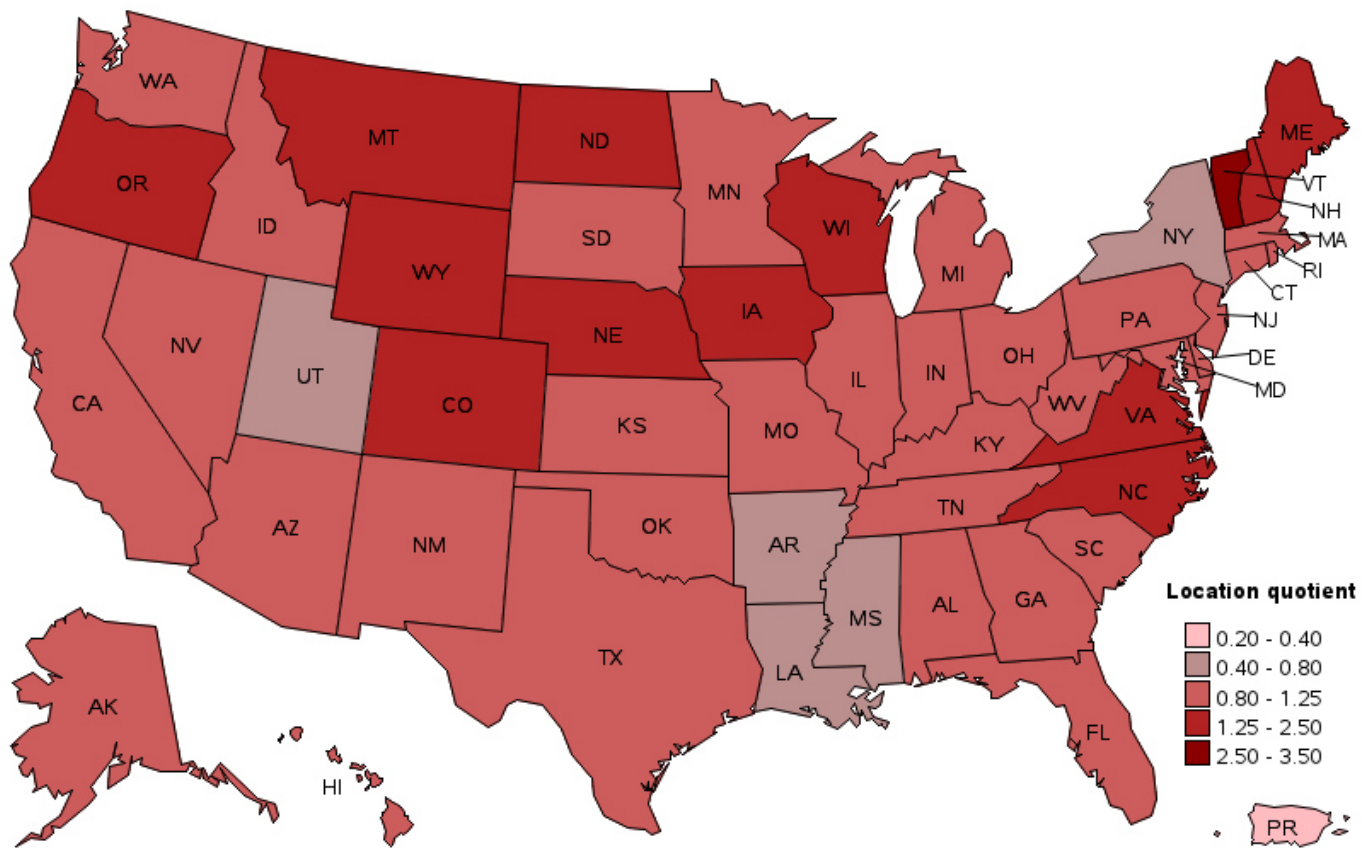 WA
MT
ND
ME
OR
MN
VT
ID
SD
WI
NH
NY
MA
WY
MI
RI
CT
IA
NE
PA
NJ
NV
OH
DE
UT
IL
IN
MD
CA
CO
WV
KS
MO
VA
KY
NC
TN
AZ
OK
NM
AR
SC
Location quotient
AL
GA
MS
0.20 - 0.40
TX
0.40 - 0.80
LA
0.80 - 1.25
AK
1.25 - 2.50
FL
2.50 - 3.50
HI
PR